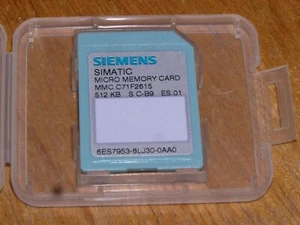 SIEMENS
SIMATIC
MICRO MEMORY CARD
MMC C71F2615
512 KB S C-B9 ES:01
6ES7953-8LJ30-0AA0